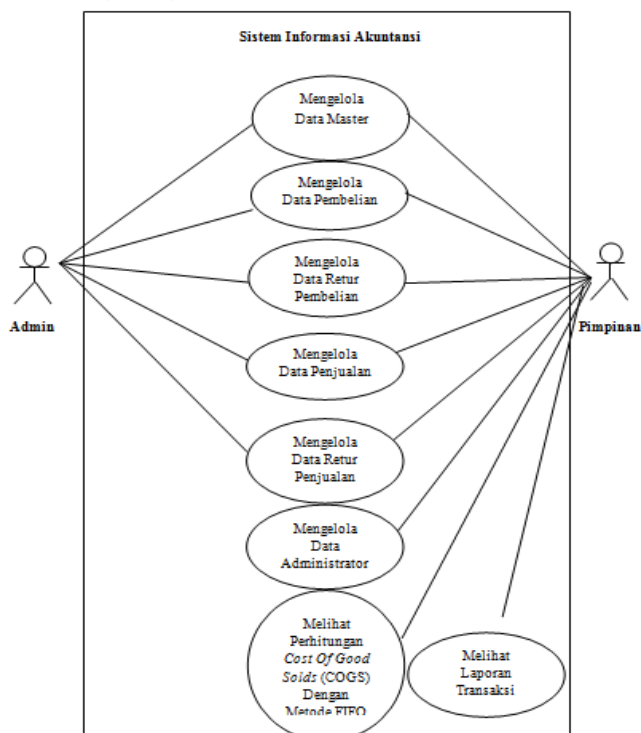 Sistem Informasi Akuntansi
Mengelola
Data Master
Mengelola
Data Pembelian
Mengelola
Data Retur
Pembelian
Admin
Pimpinan
Mengelola
Data Penjualan
Mengelola
Data Retur
Penjualan
Mengelola
Data
Administrator
Melihat
Perhitungan
Cost Of Good
Solds (COGS)
Dengan
Metode FIFO
Melihat
Laporan
Transaksi